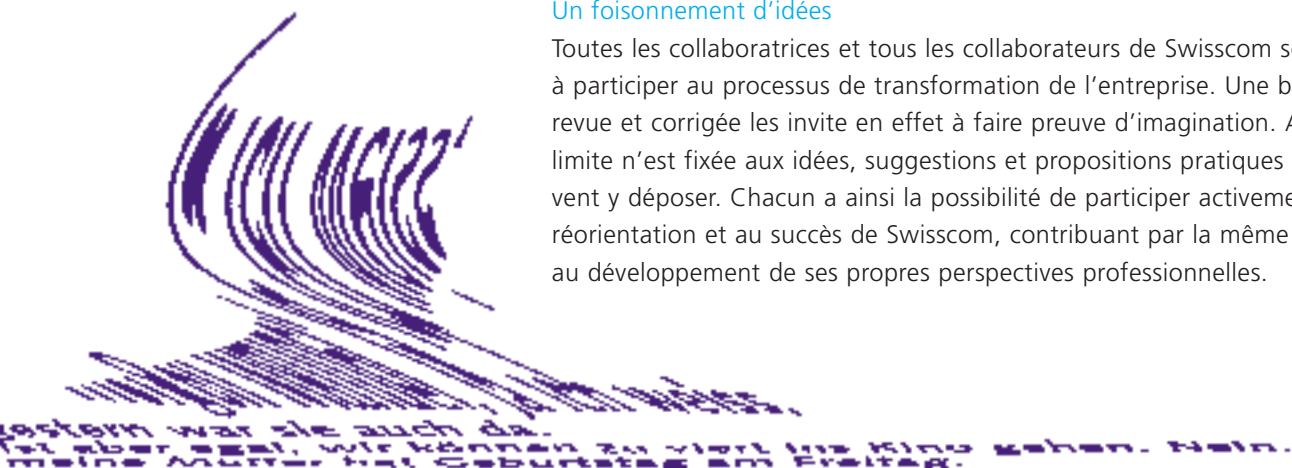 Un foisonnement d’idées
Toutes les collaboratrices et tous les collaborateurs de Swisscom
à participer au processus de transformation de l’entreprise. Une
revue et corrigée les invite en effet à faire preuve d’imagination.
limite n’est fixée aux idées, suggestions et propositions pratiques
vent y déposer. Chacun a ainsi la possibilité de participer
réorientation et au succès de Swisscom, contribuant par la même
au développement de ses propres perspectives professionnelles.
gestern war sie auch da.
ist aber egal, wir können zu viert ins Kino gehen. Nein.
meine Mutter hat Geburtstag am Freitag.